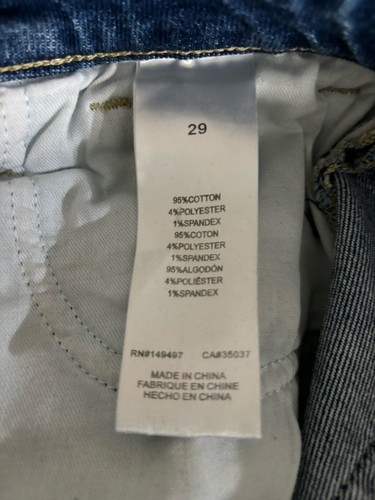 29
95%COTTON
4%POLYESTER
1%SPANDEX
95%COTON
4%POLYESTER
1%SPANDEX
95%ALGODÓN
4%POLIÉSTER
1%SPANDEX
RN#149497 CA#35037
MADE IN CHINA
FABRIQUE EN CHINE
HECHO EN CHINA